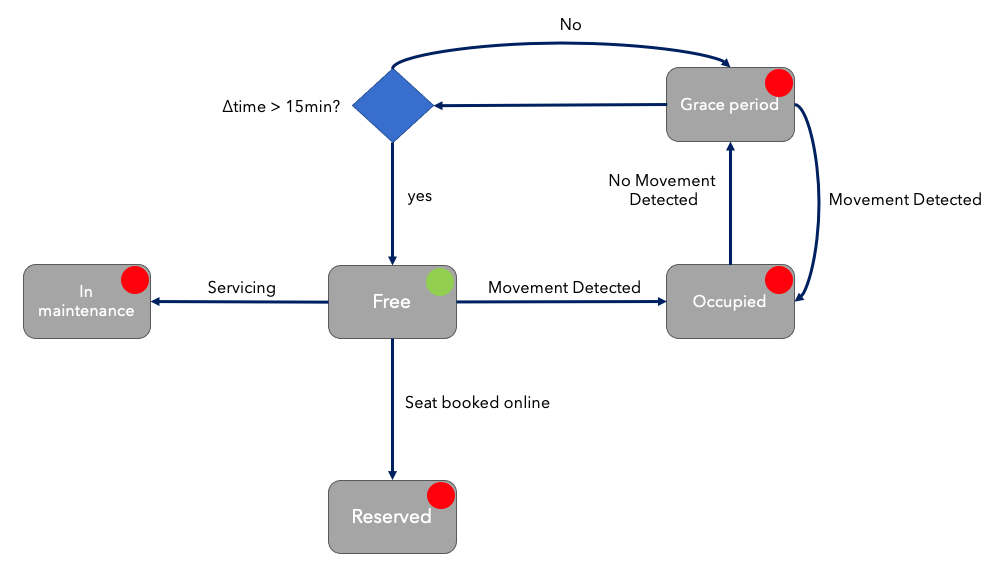 No
Δtime > 15min?
Grace period
yes
No Movement
Detected
Movement Detected
In
maintenance
Servicing
Free
Movement Detected
Occupied
Seat booked online
Reserved